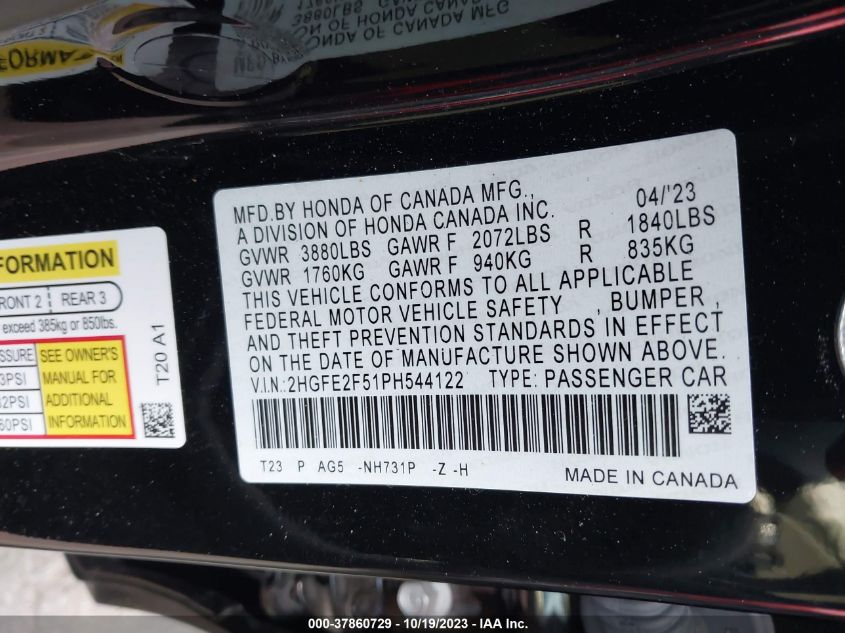 MFD.BY HONDA OF CANADA MFG., 04/'23
A DIVISION OF HONDA CANADA INC.
GVWR 3880LBS GAWR F 2072LBS R 1840LBS
GVWR 1760KG GAWR F 940KG R 835KG
THIS VEHICLE CONFORMS TO ALL APPLICABLE
FEDERAL MOTOR VEHICLE SAFETY , BUMPER ,
AND THEFT PREVENTION STANDARDS IN EFFECT
ON THE DATE OF MANUFACTURE SHOWN ABOVE.
V.I.N.:2HGFE2F51PH544122 TYPE: PASSENGER CAR
T23 P AG5 -NH731P -Z -H
MADE IN CANADA
FORMATION
FRONT 2 REAR 3
exceed 385kg or 850lbs.
SEE OWNER'S
MANUAL FOR
ADDITIONAL
INFORMATION
T20 A1
000-37860729 - 10/19/2023 - IAA Inc.